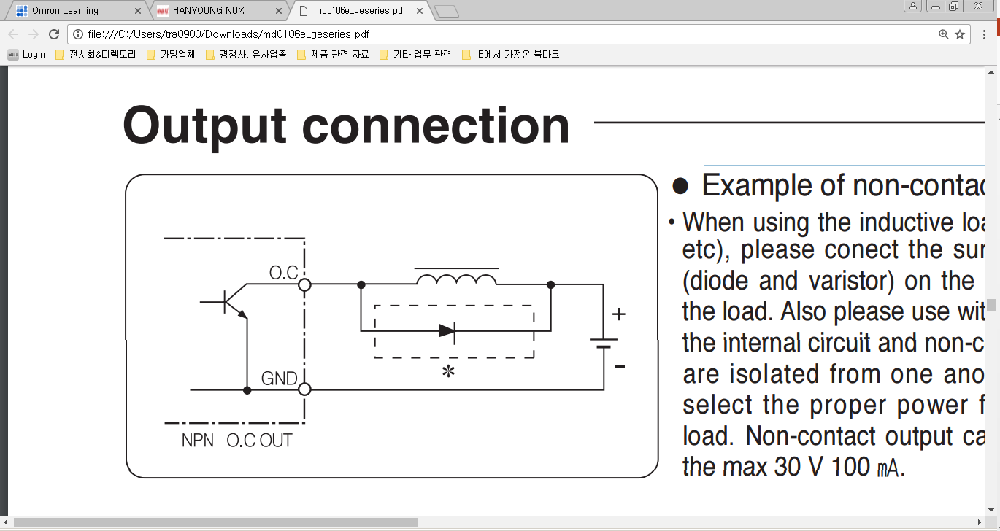 Omron Learning
HANYOUNG NUX
md0106e_geseries.pdf
file:///C:/Users/tra0900/Downloads/md0106e_geseries.pdf
em Login
전시회&디렉토리
가망업체
경쟁사, 유사업종
제품 관련 자료
기타 업무 관련
IE에서 가져온 북마크
Output connection
O.C
GND
+
-
*
NPN O.C OUT
● Example of non-contac
• When using the inductive loa
etc), please conect the sur
(diode and varistor) on the
the load. Also please use wit
the internal circuit and non-c
are isolated from one ano
select the proper power f
load. Non-contact output ca
the max 30 V 100 ㎃.